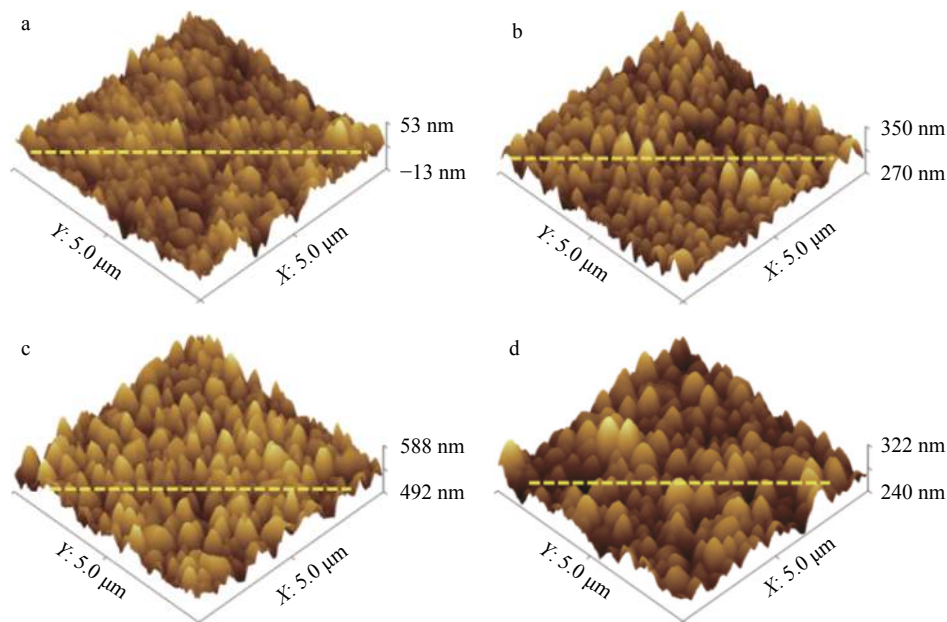 a
53 nm
−13 nm
Y: 5.0 μm
X: 5.0 μm
b
350 nm
270 nm
Y: 5.0 μm
X: 5.0 μm
c
588 nm
492 nm
Y: 5.0 μm
X: 5.0 μm
d
322 nm
240 nm
Y: 5.0 μm
X: 5.0 μm